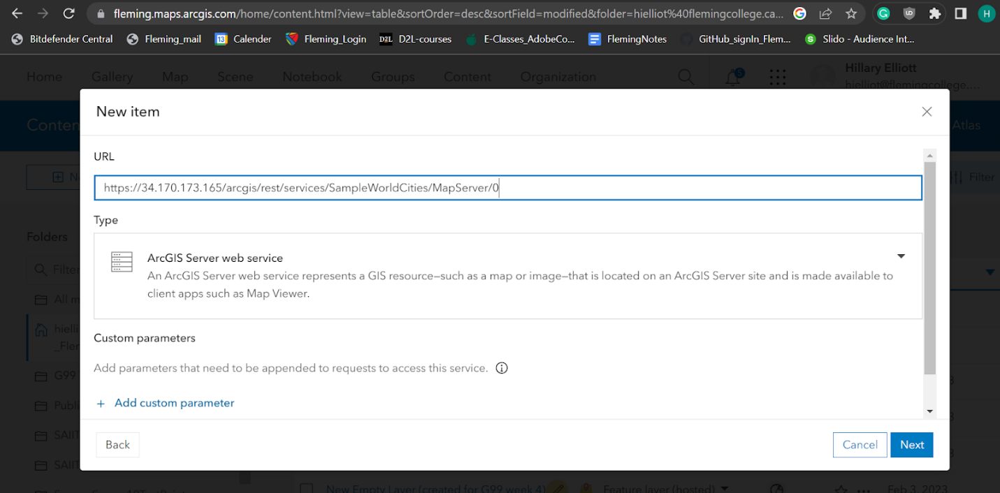 fleming.maps.arcgis.com/home/content.html?view=table&sortOrder=desc&sortField=modified&folder=hielliot%40flemingcollege.ca... H
Bitdefender Central Fleming_mail 13 Calender Fleming_Login D2L D2L-courses E-Classes_AdobeCo... FlemingNotes GitHub_signIn_Flem... S Slido - Audience Int...
Home Gallery Map Scene Notebook Groups Content Organization 5 Hillary Elliott
hielliot@flemingcollege....
New item
Conten Atlas
URL
N Filter
https://34.170.173.165/arcgis/rest/services/SampleWorldCities/MapServer/0
Type
Folders
ArcGIS Server web service
Filter
An ArcGIS Server web service represents a GIS resource—such as a map or image—that is located on an ArcGIS Server site and is made available to
client apps such as Map Viewer.
All m
hielli
_Fler
Custom parameters
Add parameters that need to be appended to requests to access this service.
G99
+ Add custom parameter
Publi
SAIIT
Back Cancel Next
SAIIT
New Empty Layer (created for G99 week 4) Feature layer (hosted) Feb 3, 2023